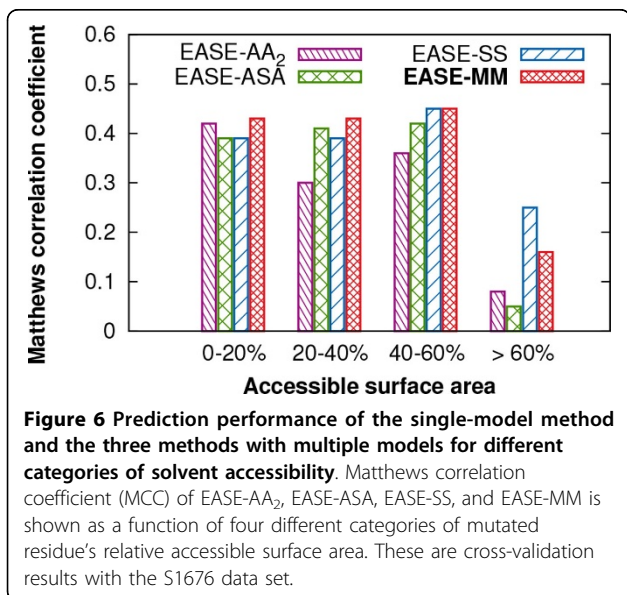 Matthews correlation coefficient
0.6
0.5
0.4
0.3
0.2
0.1
0
EASE-AA₂
EASE-ASA
EASE-SS
EASE-MM
0-20% 20-40% 40-60% > 60%
Accessible surface area
Figure 6 Prediction performance of the single-model method
and the three methods with multiple models for different
categories of solvent accessibility. Matthews correlation
coefficient (MCC) of EASE-AA₂, EASE-ASA, EASE-SS, and EASE-MM is
shown as a function of four different categories of mutated
residue's relative accessible surface area. These are cross-validation
results with the S1676 data set.